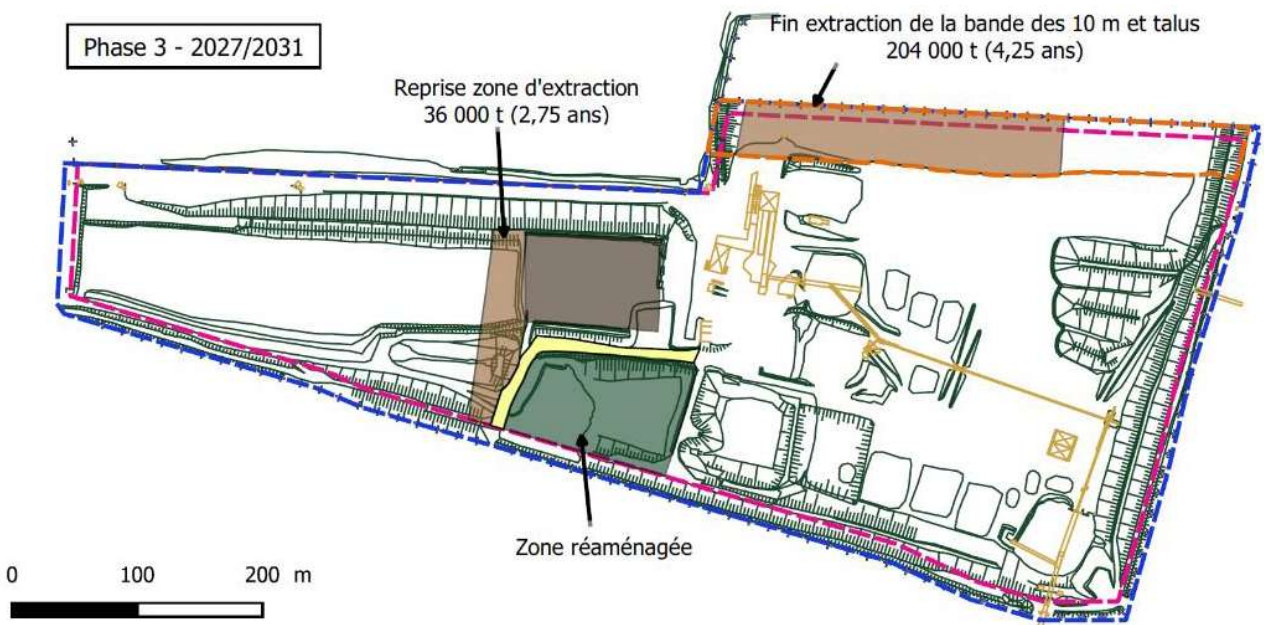 Phase 3 - 2027/2031
Fin extraction de la bande des 10 m et talus
204 000 t (4,25 ans)
Reprise zone d'extraction
36 000 t (2,75 ans)
Zone réaménagée
0 100 200 m